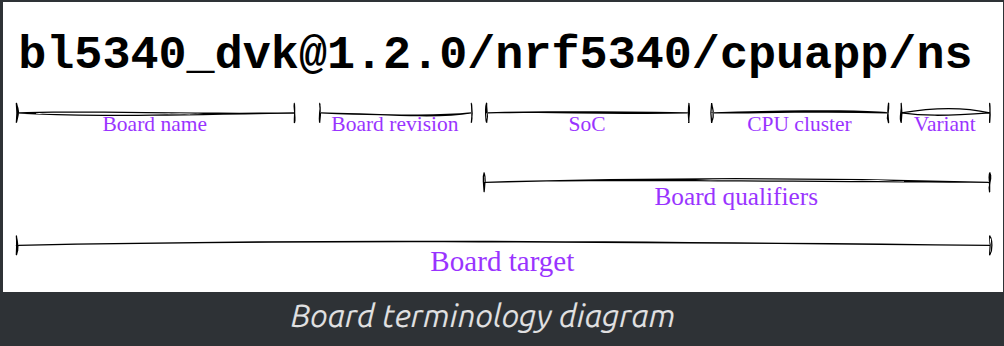 bl5340_dvk@1.2.0/nrf5340/cpuapp/ns
Board name Board revision SoC CPU cluster Variant
Board qualifiers
Board target
Board terminology diagram